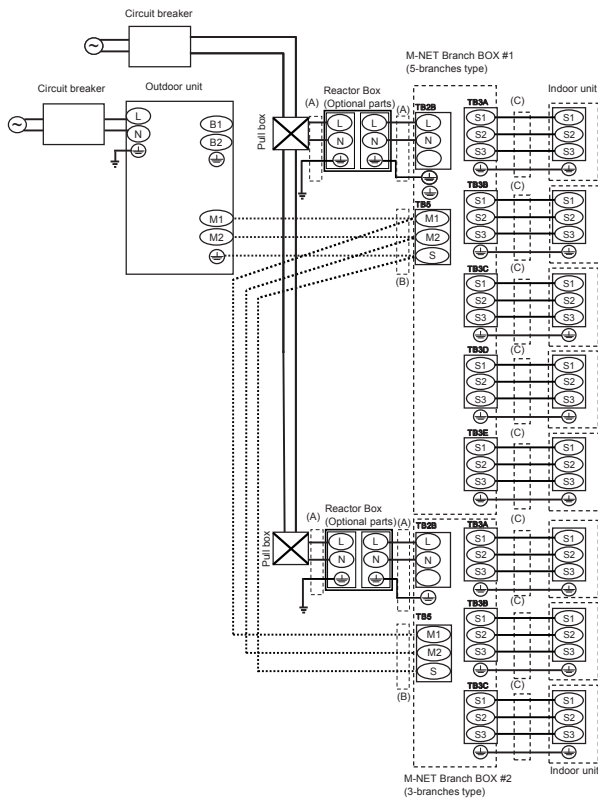 Circuit breaker
M-NET Branch BOX #1
(5-branches type)
Circuit breaker
Outdoor unit
Reactor Box
(Optional parts)
(A)
(A)
TB2B
TB3A
(C)
Indoor unit
L
N
B1
B2
Pull box
L
N
L
N
L
N
S1
S2
S3
S1
S2
S3
TB3B
(C)
S1
S2
S3
S1
S2
S3
M1
M2
TB5
M1
M2
S
(B)
TB3C
(C)
S1
S2
S3
S1
S2
S3
TB3D
(C)
S1
S2
S3
S1
S2
S3
TB3E
(C)
S1
S2
S3
S1
S2
S3
Pull box
Reactor Box
(Optional parts)
(A)
(A)
TB2B
L
N
L
N
L
N
TB3A
(C)
S1
S2
S3
S1
S2
S3
TB5
M1
M2
S
(B)
TB3B
(C)
S1
S2
S3
S1
S2
S3
TB3C
(C)
S1
S2
S3
S1
S2
S3
Indoor unit
M-NET Branch BOX #2
(3-branches type)